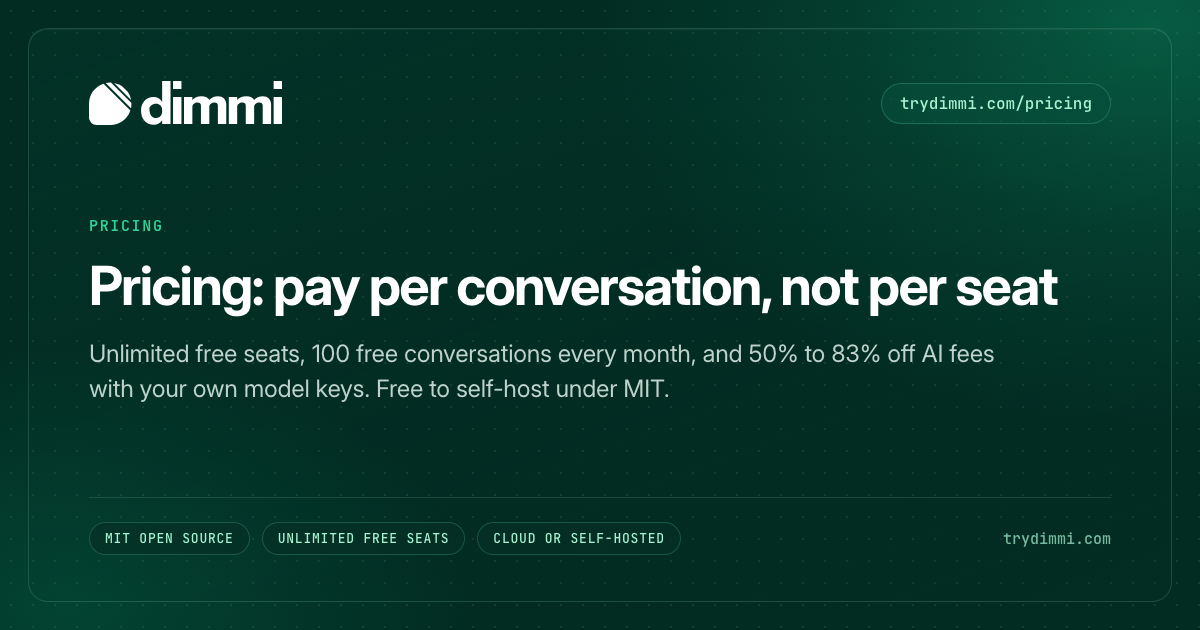 dimmi
trydimmi.com/pricing
PRICING
Pricing: pay per conversation, not per seat
Unlimited free seats, 100 free conversations every month, and 50% to 83% off AI fees
with your own model keys. Free to self-host under MIT.
MIT OPEN SOURCE
UNLIMITED FREE SEATS
CLOUD OR SELF-HOSTED
trydimmi.com